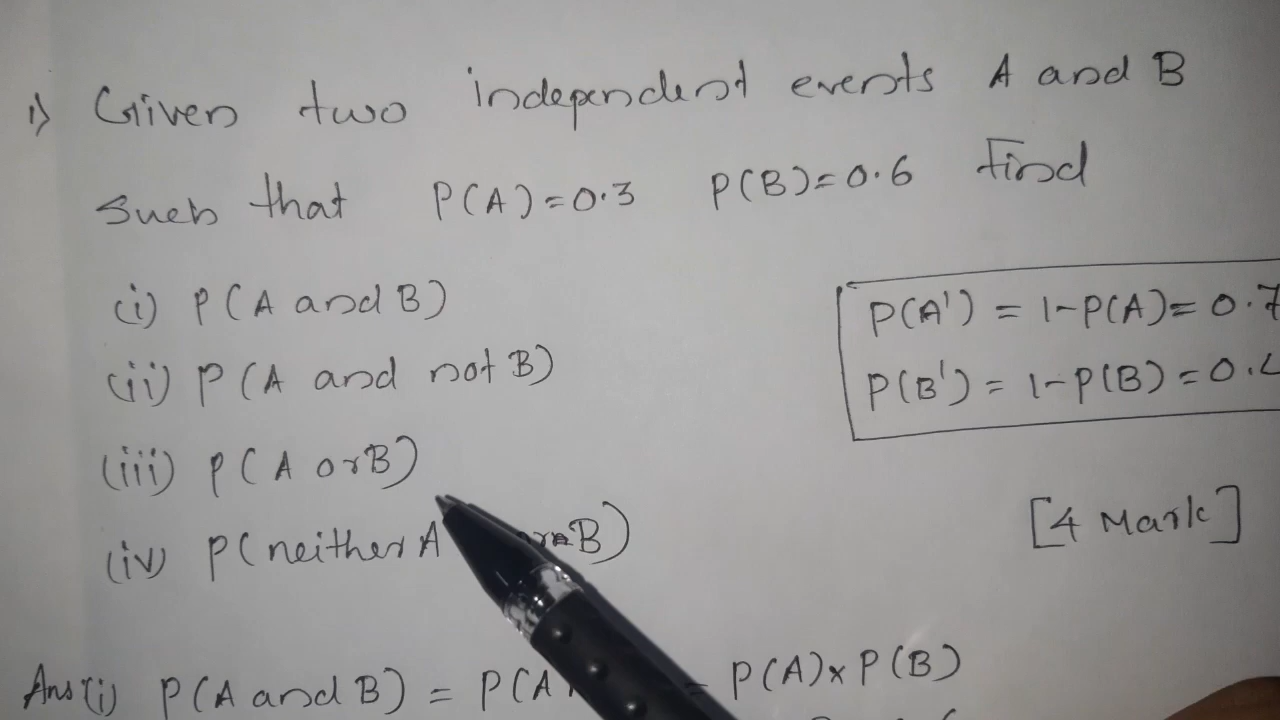 1) Given two independent events A and B
such that P(A)=0.3 P(B)=0.6 find
(i) P(A and B)
(ii) P(A and not B)
(iii) P(A or B)
(iv) P(neither A B)
P(A') = 1-P(A)= 0.7
P(B') = 1-P(B) = 0.
[4 Mark]
Ans (i) P(A and B) = P(A = P(A)x P(B)